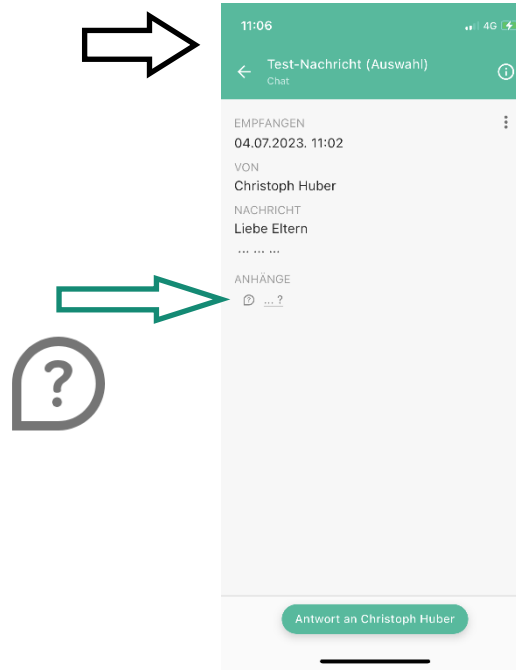 11:06
4G
Test-Nachricht (Auswahl)
Chat
EMPFANGEN
04.07.2023. 11:02
VON
Christoph Huber
NACHRICHT
Liebe Eltern
... ... ...
ANHÄNGE
... ?
?
Antwort an Christoph Huber